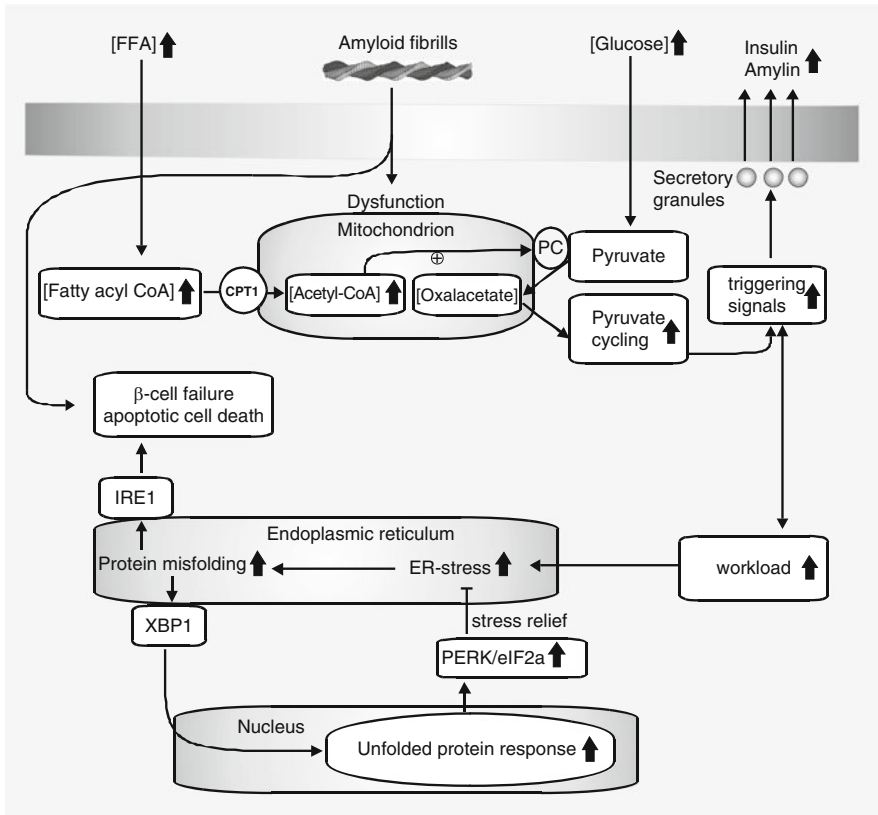 [FFA]
Amyloid fibrills
[Glucose]
Insulin
Amylin
Secretory
granules
Dysfunction
Mitochondrion
PC
Pyruvate
[Fatty acyl CoA]
CPT1
[Acetyl-CoA]
⊕
[Oxalacetate]
Pyruvate
cycling
triggering
signals
β-cell failure
apoptotic cell death
IRE1
Endoplasmic reticulum
Protein misfolding
ER-stress
workload
XBP1
stress relief
PERK/eIF2a
Nucleus
Unfolded protein response